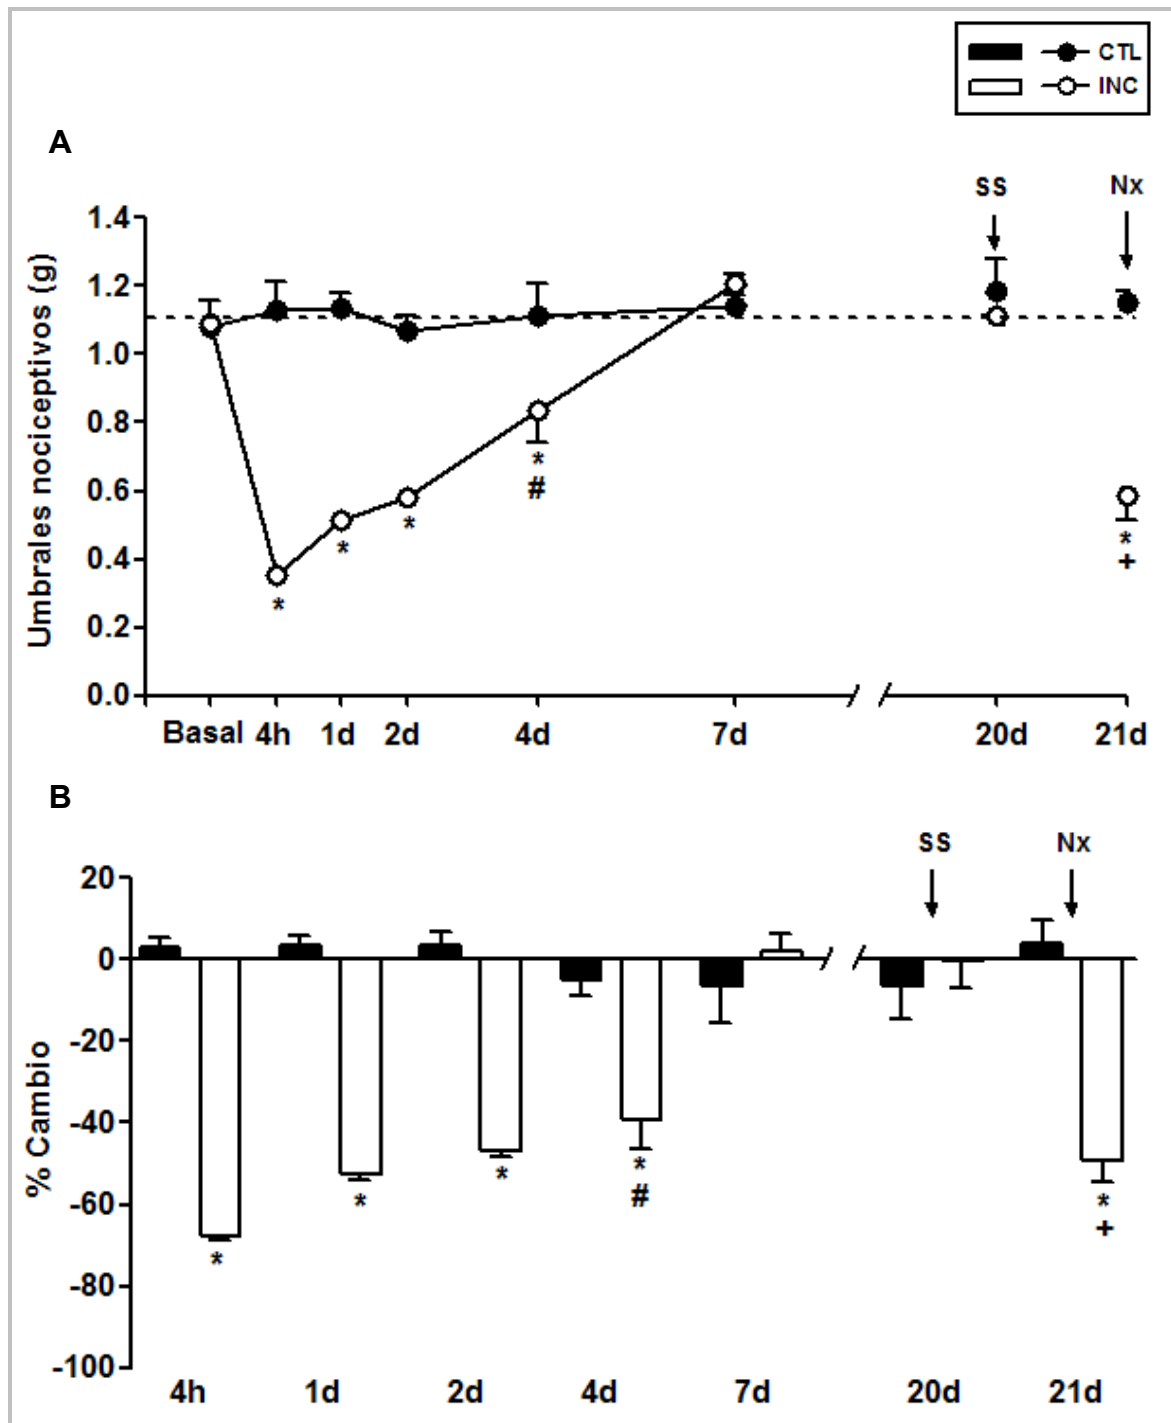 CTL
INC
A
SS Nx
Umbrales nociceptivos (g)
1.4
1.2
1.0
0.8
0.6
0.4
0.2
0.0
*
*
*
*
#
*
+
Basal 4h 1d 2d 4d 7d 20d 21d
B
SS Nx
% Cambio
20
0
-20
-40
-60
-80
-100
*
*
*
*
#
*
+
4h 1d 2d 4d 7d 20d 21d